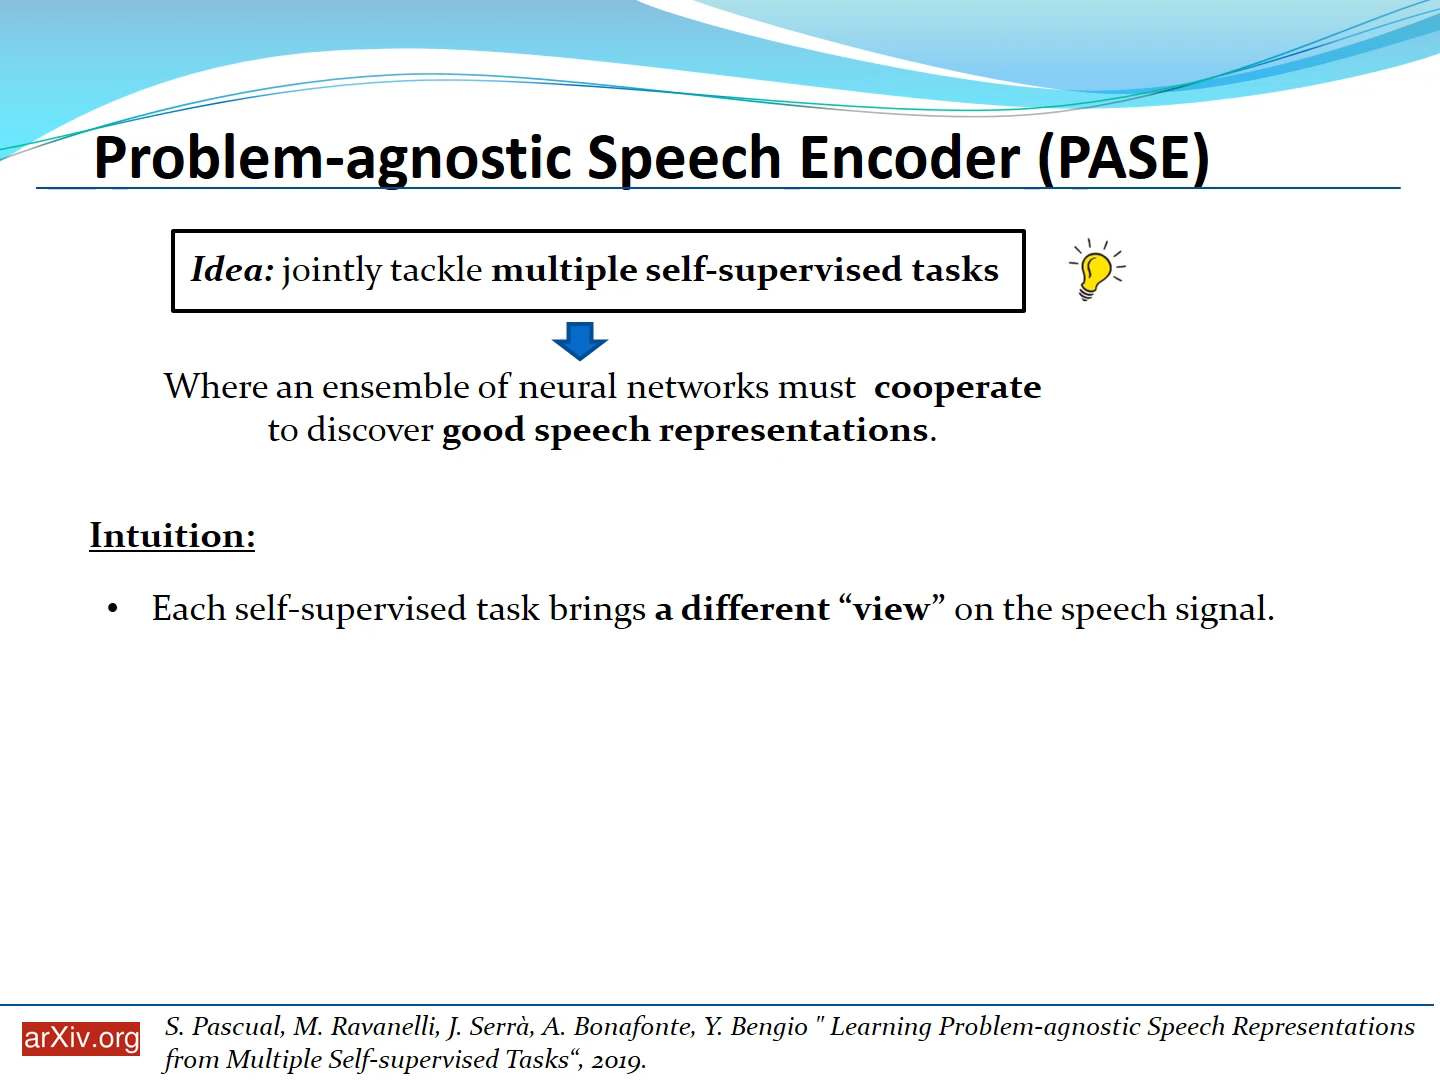 Problem-agnostic Speech Encoder (PASE)
Idea: jointly tackle multiple self-supervised tasks
Where an ensemble of neural networks must cooperate
to discover good speech representations.
Intuition:
• Each self-supervised task brings a different “view” on the speech signal.
arXiv.org
S. Pascual, M. Ravanelli, J. Serrà, A. Bonafonte, Y. Bengio " Learning Problem-agnostic Speech Representations
from Multiple Self-supervised Tasks“, 2019.